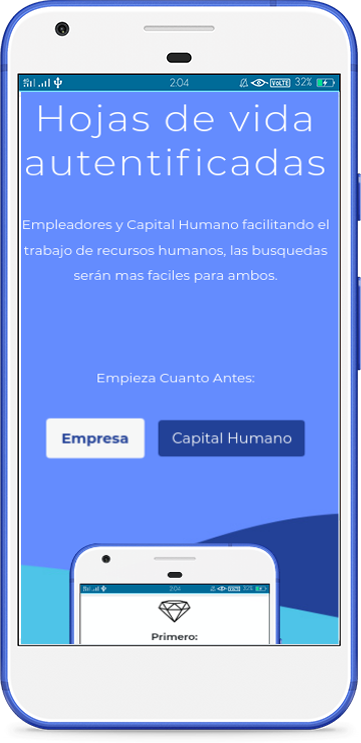 2:04 VoLTE 32%
Hojas de vida
autentificadas
Empleadores y Capital Humano facilitando el
trabajo de recursos humanos, las busquedas
serán mas faciles para ambos.
Empieza Cuanto Antes:
Empresa Capital Humano
2:04 32%
Primero: